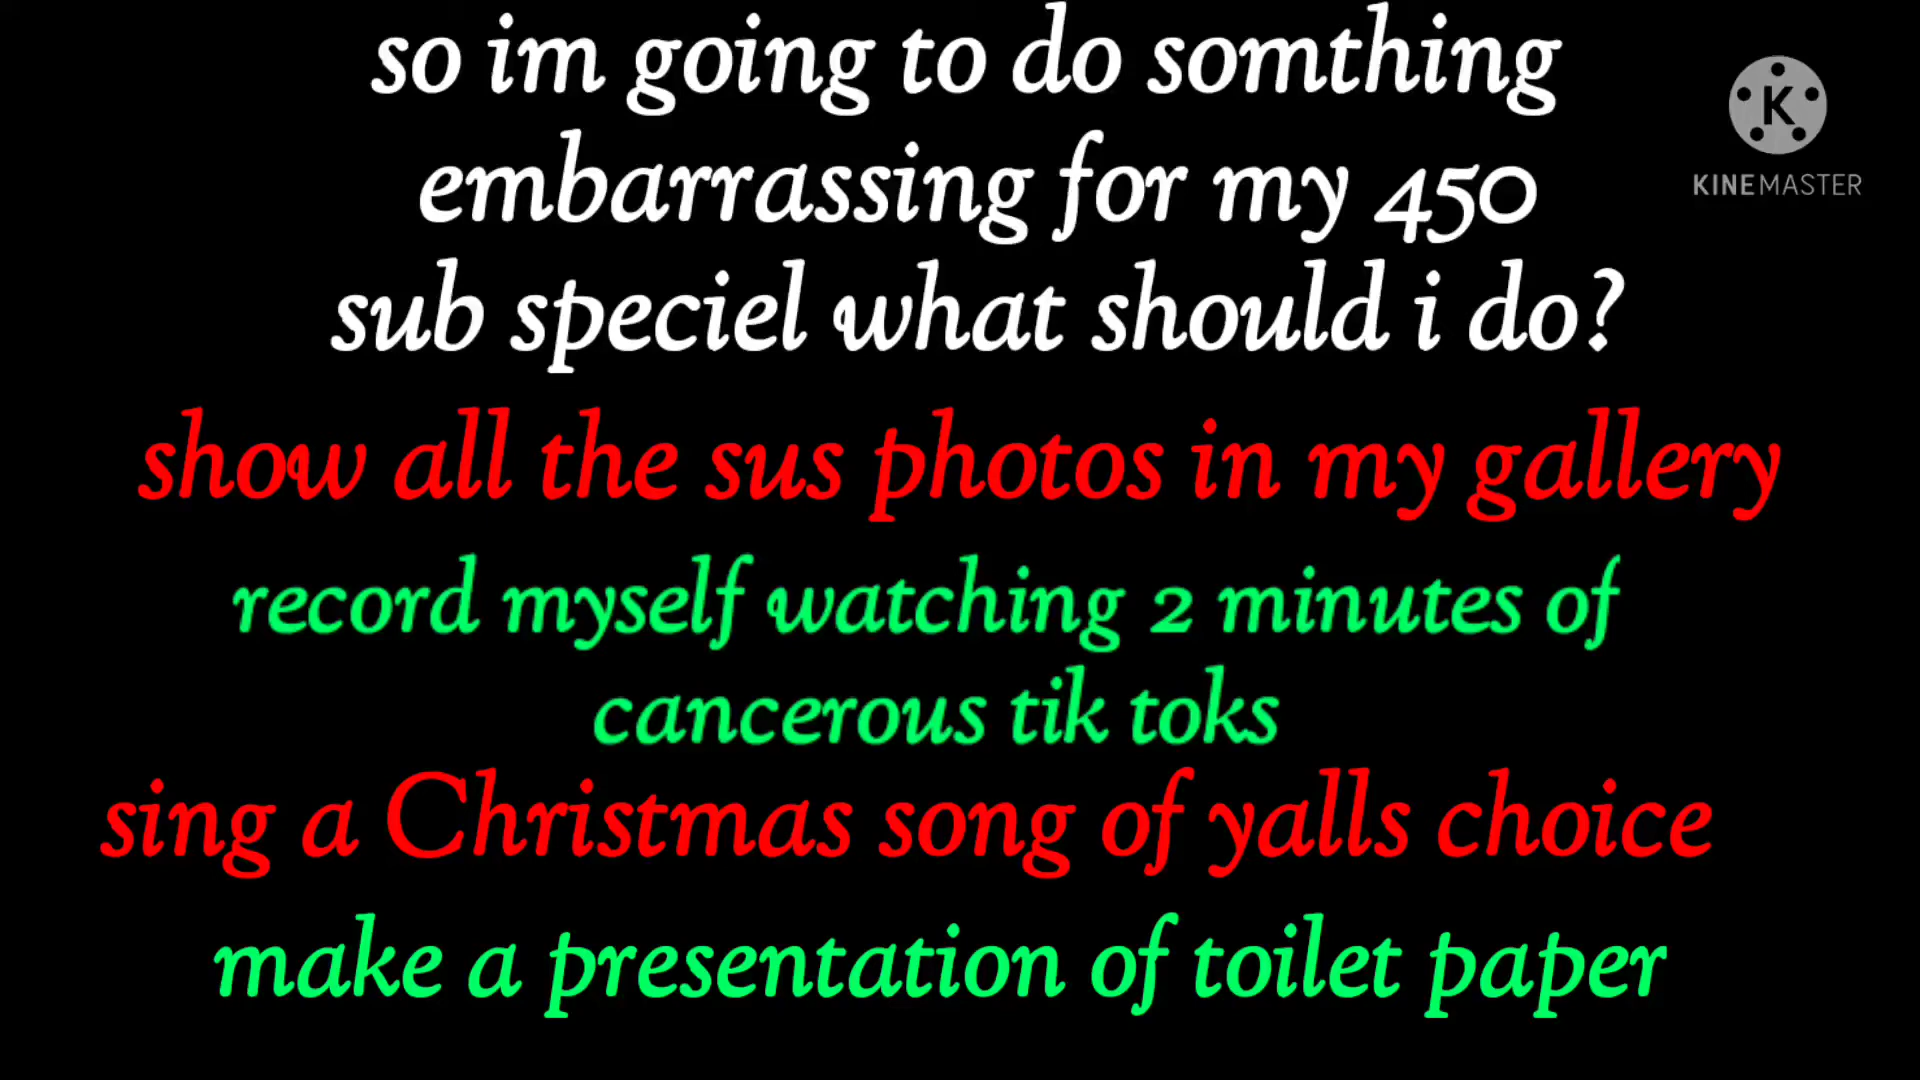 so im going to do somthing
K
embarrassing for my 450
KINEMASTER
sub speciel what should i do?
show all the sus photos in my gallery
record myself watching 2 minutes of
cancerous tik toks
sing a Christmas song of yalls choice
make a presentation of toilet paper